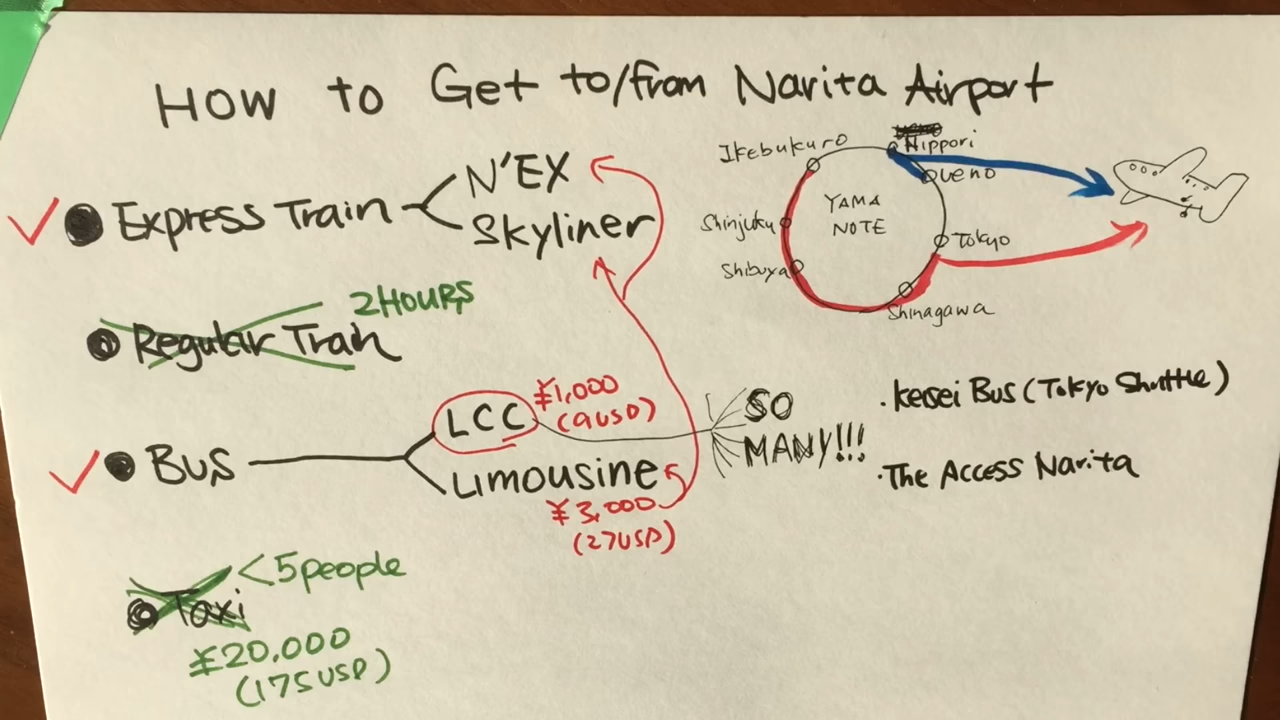 How to Get to/from Narita Airport
N'EX
Express Train
Skyliner
2HOURS
Regular Train
LCC
¥1,000
(9USD)
Bus
Limousine
¥3,000
(27USD)
SO
MANY!!!
. Keisei Bus (Tokyo Shuttle)
. The Access Narita
<5people
Taxi
¥20,000
(175USD)
Ikebukuro
Nippori
ueno
YAMA
NOTE
Shinjuku
Tokyo
Shibuya
Shinagawa